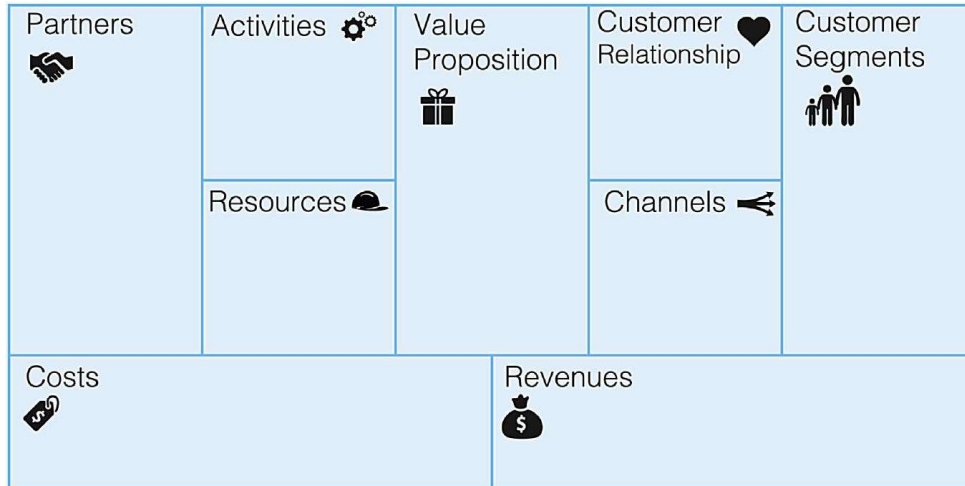 Partners
Activities
Value
Proposition
Customer
Relationship
Customer
Segments
Resources
Channels
Costs
$
Revenues
$